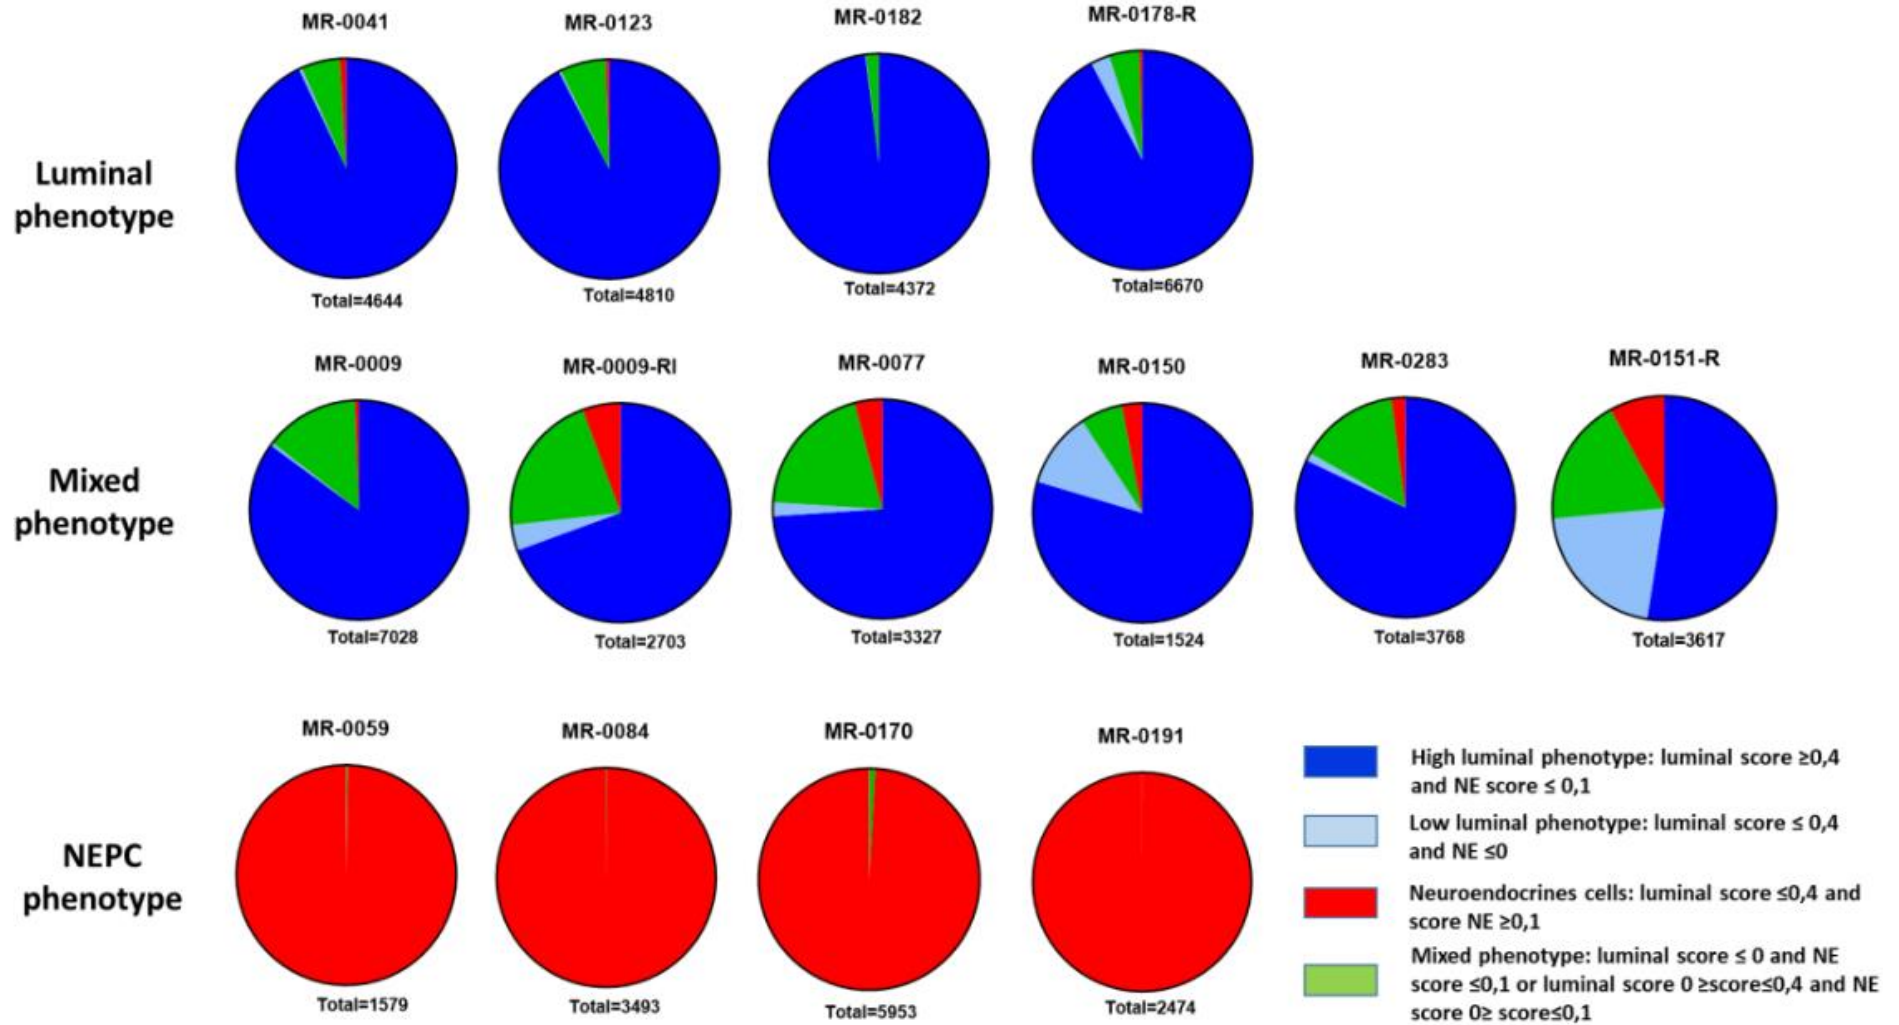 MR-0041
MR-0123
MR-0182
MR-0178-R
Luminal
phenotype
Total=4644
Total=4810
Total=4372
Total=6670
MR-0009
MR-0009-RI
MR-0077
MR-0150
MR-0283
MR-0151-R
Mixed
phenotype
Total=7028
Total=2703
Total=3327
Total=1524
Total=3768
Total=3617
MR-0059
MR-0084
MR-0170
MR-0191
NEPC
phenotype
Total=1579
Total=3493
Total=5953
Total=2474
High luminal phenotype: luminal score ≥0,4
and NE score ≤ 0,1
Low luminal phenotype: luminal score ≤ 0,4
and NE ≤0
Neuroendocrines cells: luminal score ≤0,4 and
score NE ≥0,1
Mixed phenotype: luminal score ≤ 0 and NE
score ≤0,1 or luminal score 0 ≥score≤0,4 and NE
score 0≥ score≤0,1